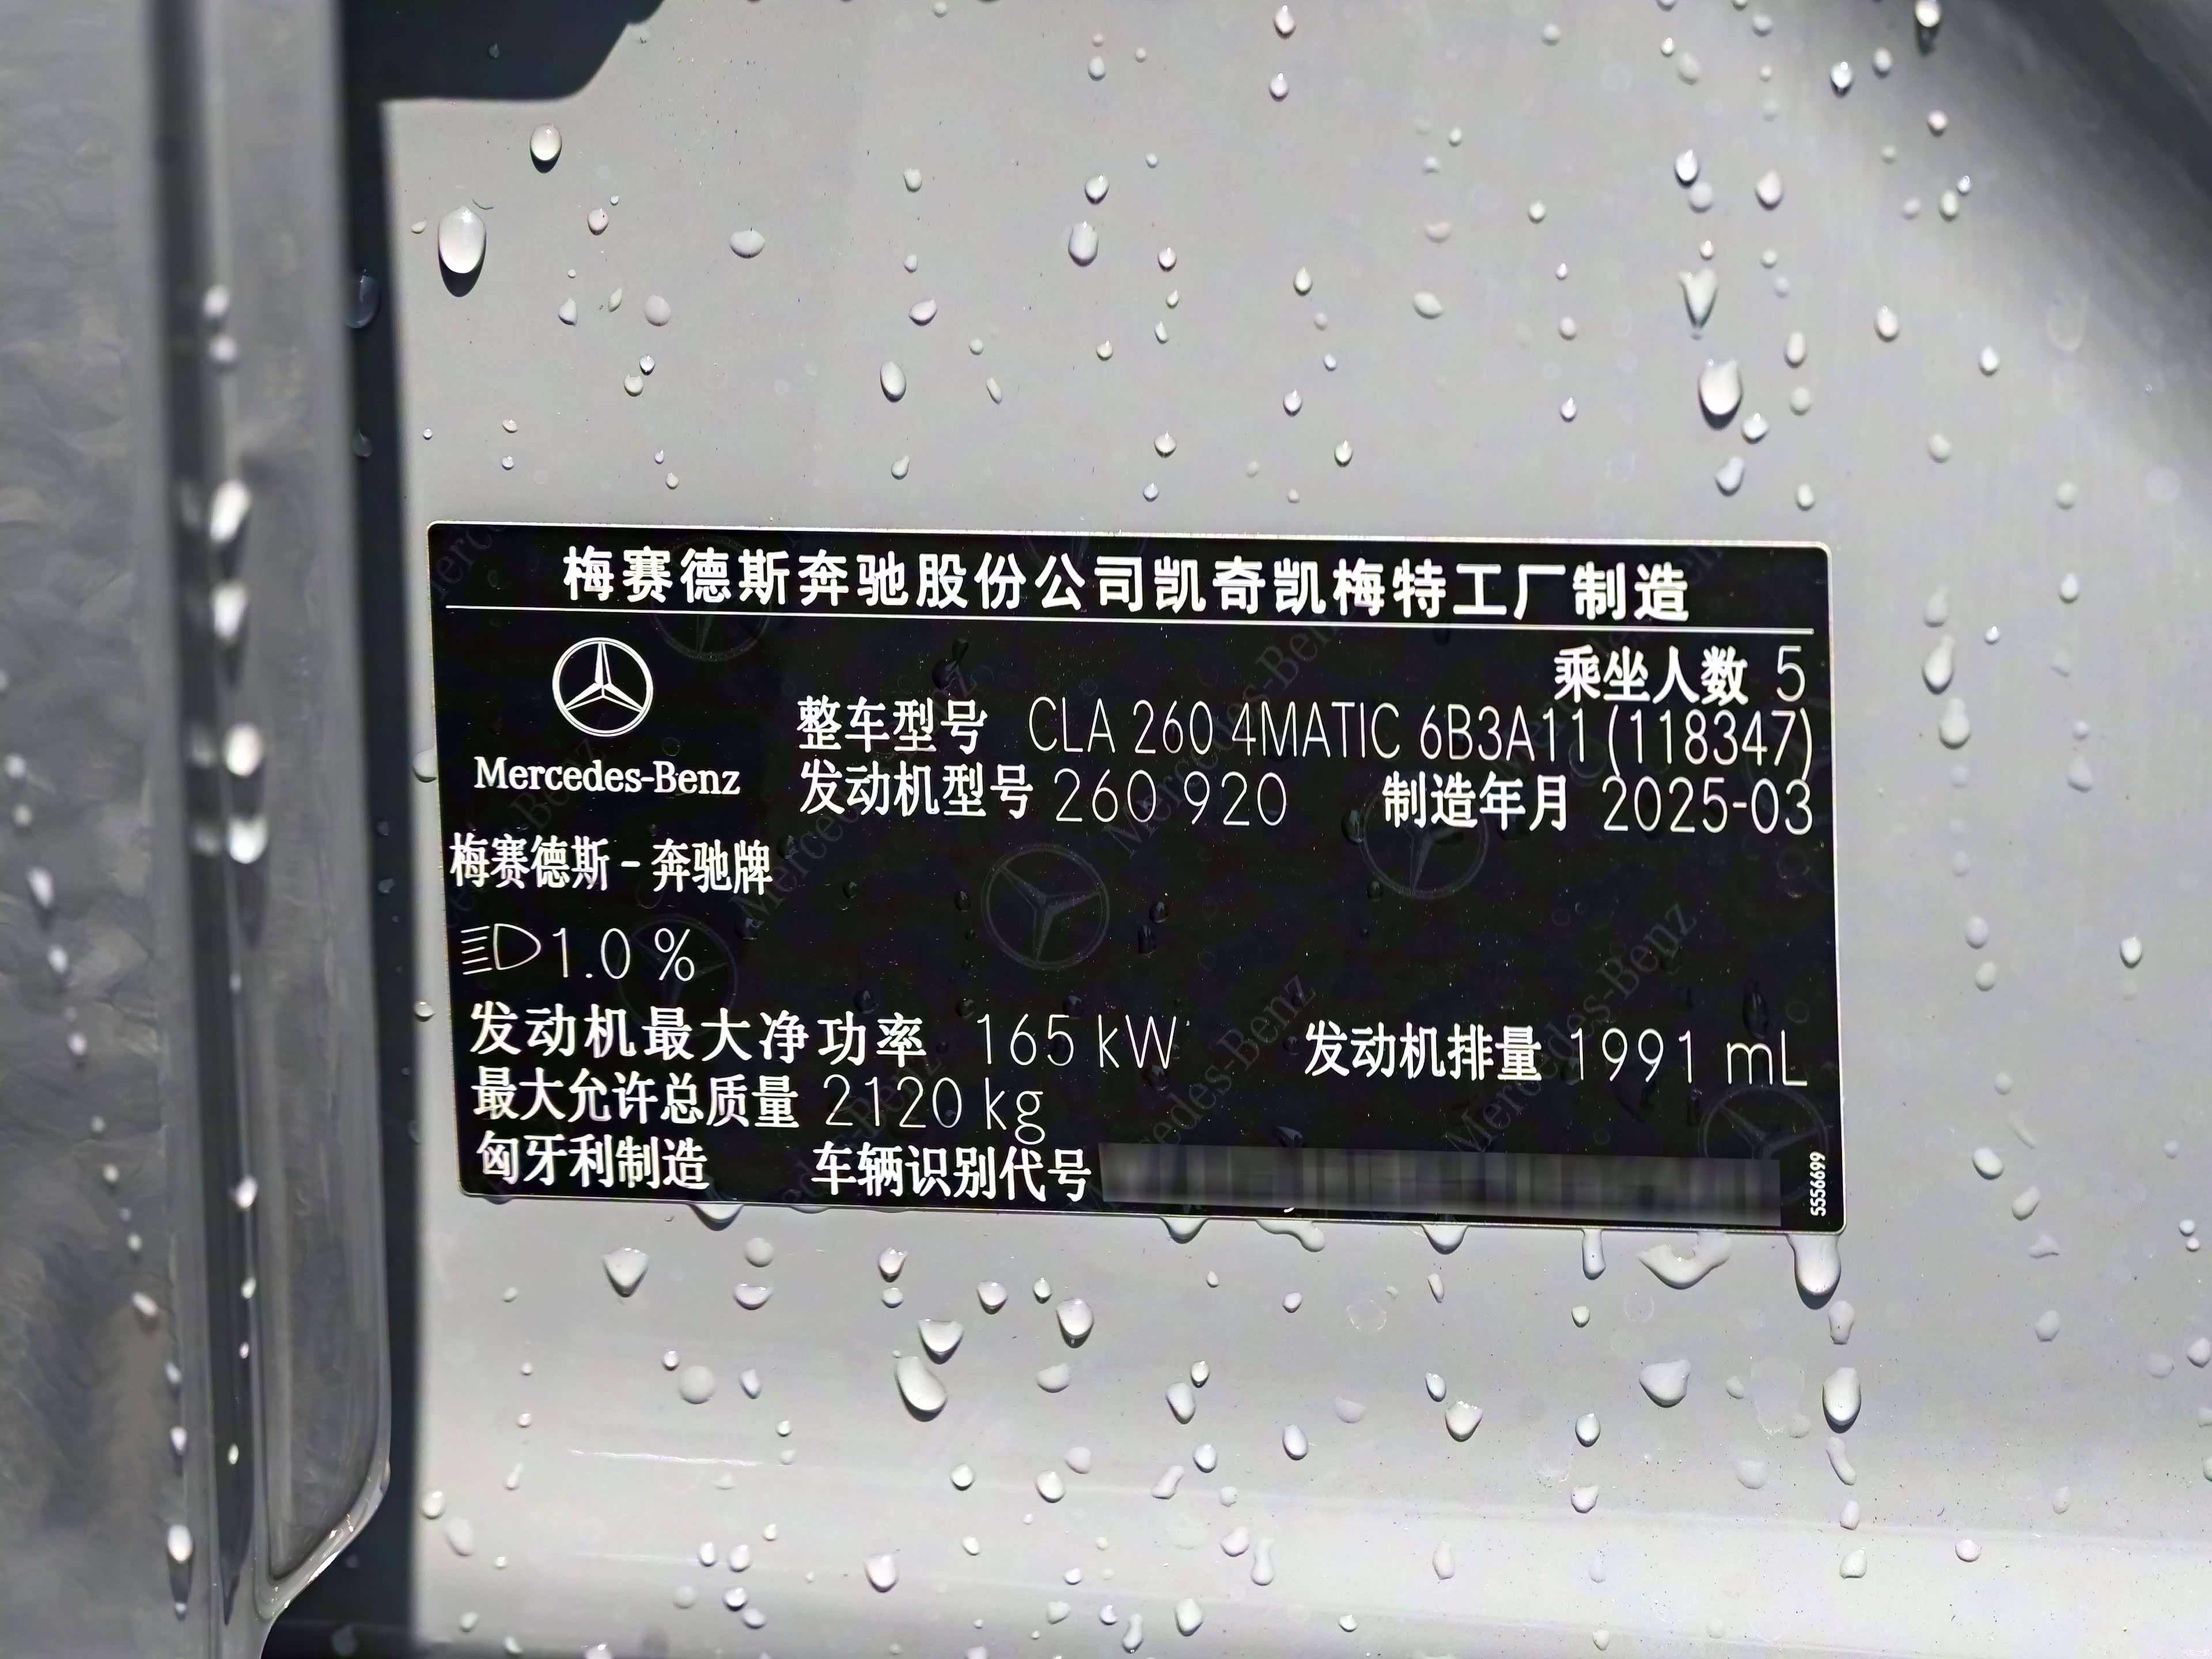 梅赛德斯奔驰股份公司凯奇凯梅特工厂制造
乘坐人数 5
整车型号 CLA 260 4MATIC 6B3A11 (118347)
Mercedes-Benz
发动机型号 260 920 制造年月 2025-03
梅赛德斯-奔驰牌
1.0 %
发动机最大净功率 165 kW 发动机排量 1991 mL
最大允许总质量 2120 kg
匈牙利制造 车辆识别代号
5556699